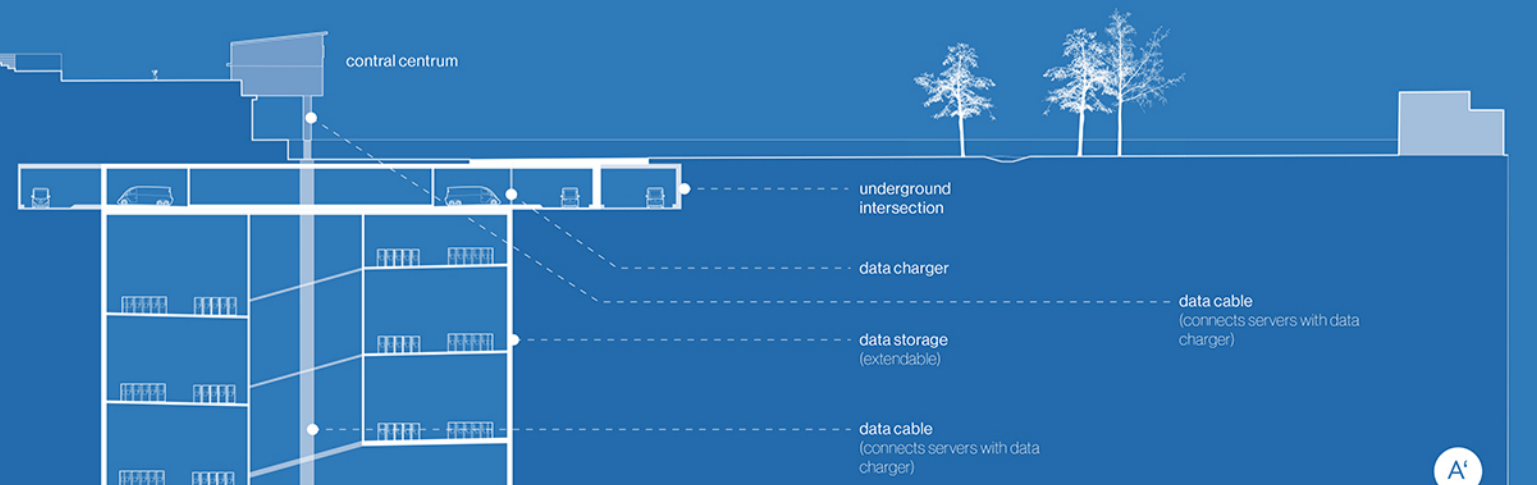 contral centrum
underground
intersection
data charger
data cable
(connects servers with data
charger)
data storage
(extendable)
data cable
(connects servers with data
charger)
A‘